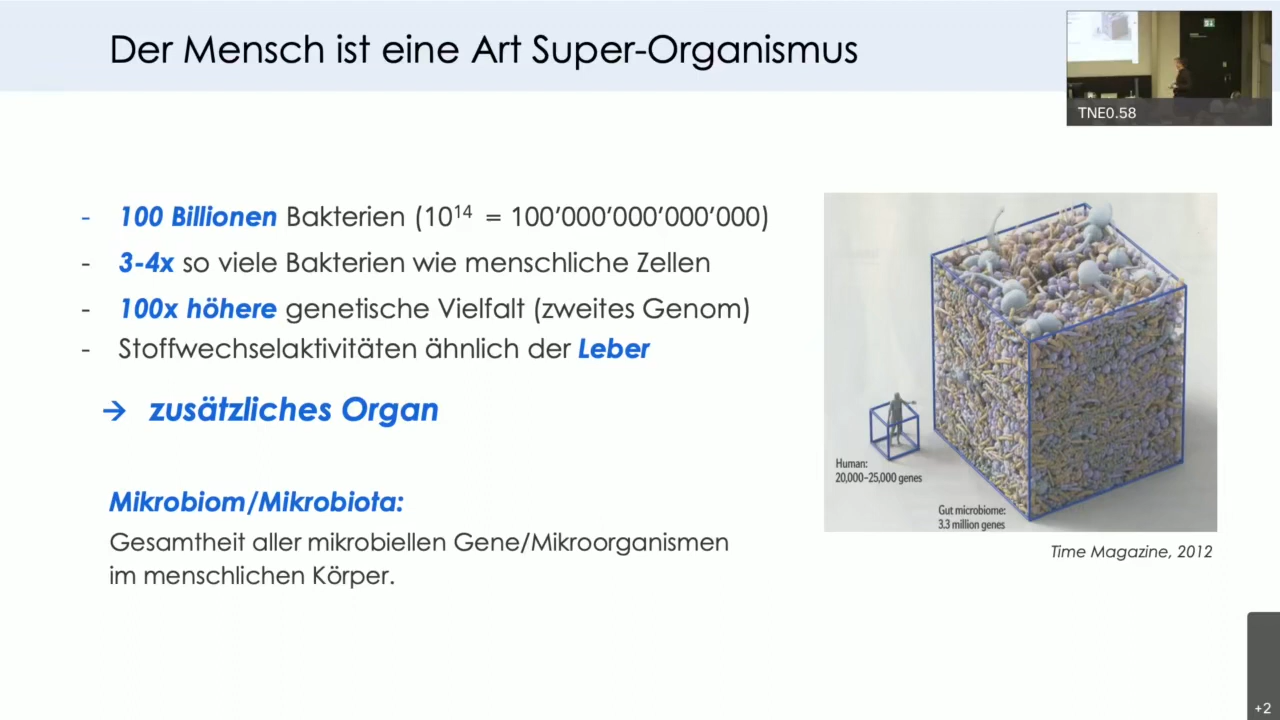 Der Mensch ist eine Art Super-Organismus
TNE0.58
- 100 Billionen Bakterien (10¹⁴ = 100’000’000’000’000)
- 3-4x so viele Bakterien wie menschliche Zellen
- 100x höhere genetische Vielfalt (zweites Genom)
- Stoffwechselaktivitäten ähnlich der Leber
→ zusätzliches Organ
Mikrobiom/Mikrobiota:
Gesamtheit aller mikrobiellen Gene/Mikroorganismen
im menschlichen Körper.
Human:
20,000–25,000 genes
Gut microbiome:
3.3 million genes
Time Magazine, 2012
+2